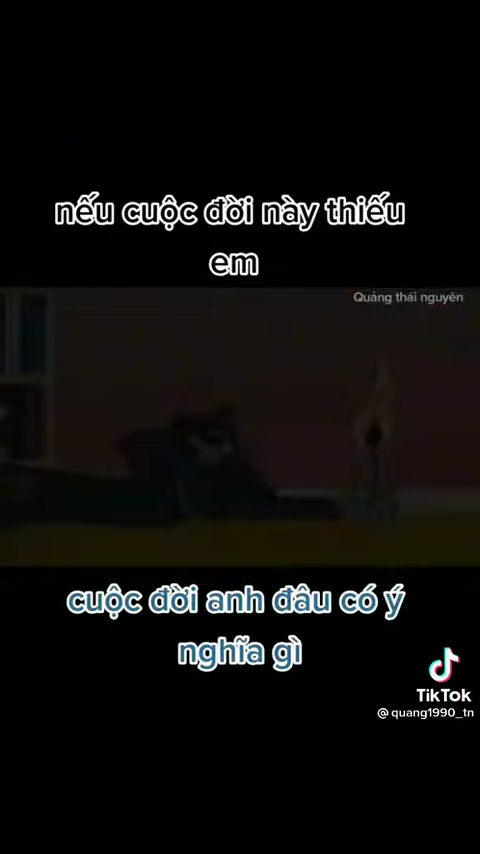 nếu cuộc đời này thiếu
em
Quảng thái nguyên
cuộc đời anh đâu có ý
nghĩa gì
TikTok
@quang1990_tn